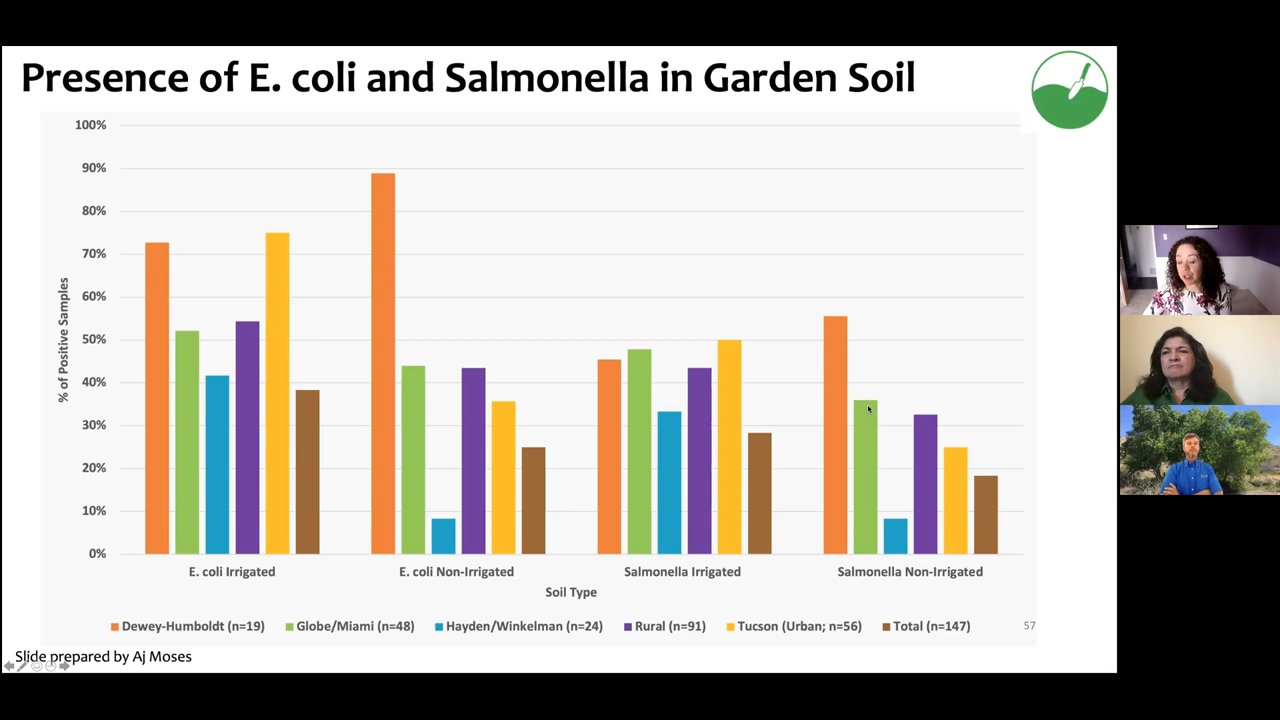 Presence of E. coli and Salmonella in Garden Soil
100%
90%
80%
70%
60%
50%
40%
30%
20%
10%
0%
% of Positive Samples
E. coli Irrigated
E. coli Non-Irrigated
Salmonella Irrigated
Salmonella Non-Irrigated
Soil Type
Dewey-Humboldt (n=19)
Globe/Miami (n=48)
Hayden/Winkelman (n=24)
Rural (n=91)
Tucson (Urban; n=56)
Total (n=147)
57
Slide prepared by Aj Moses